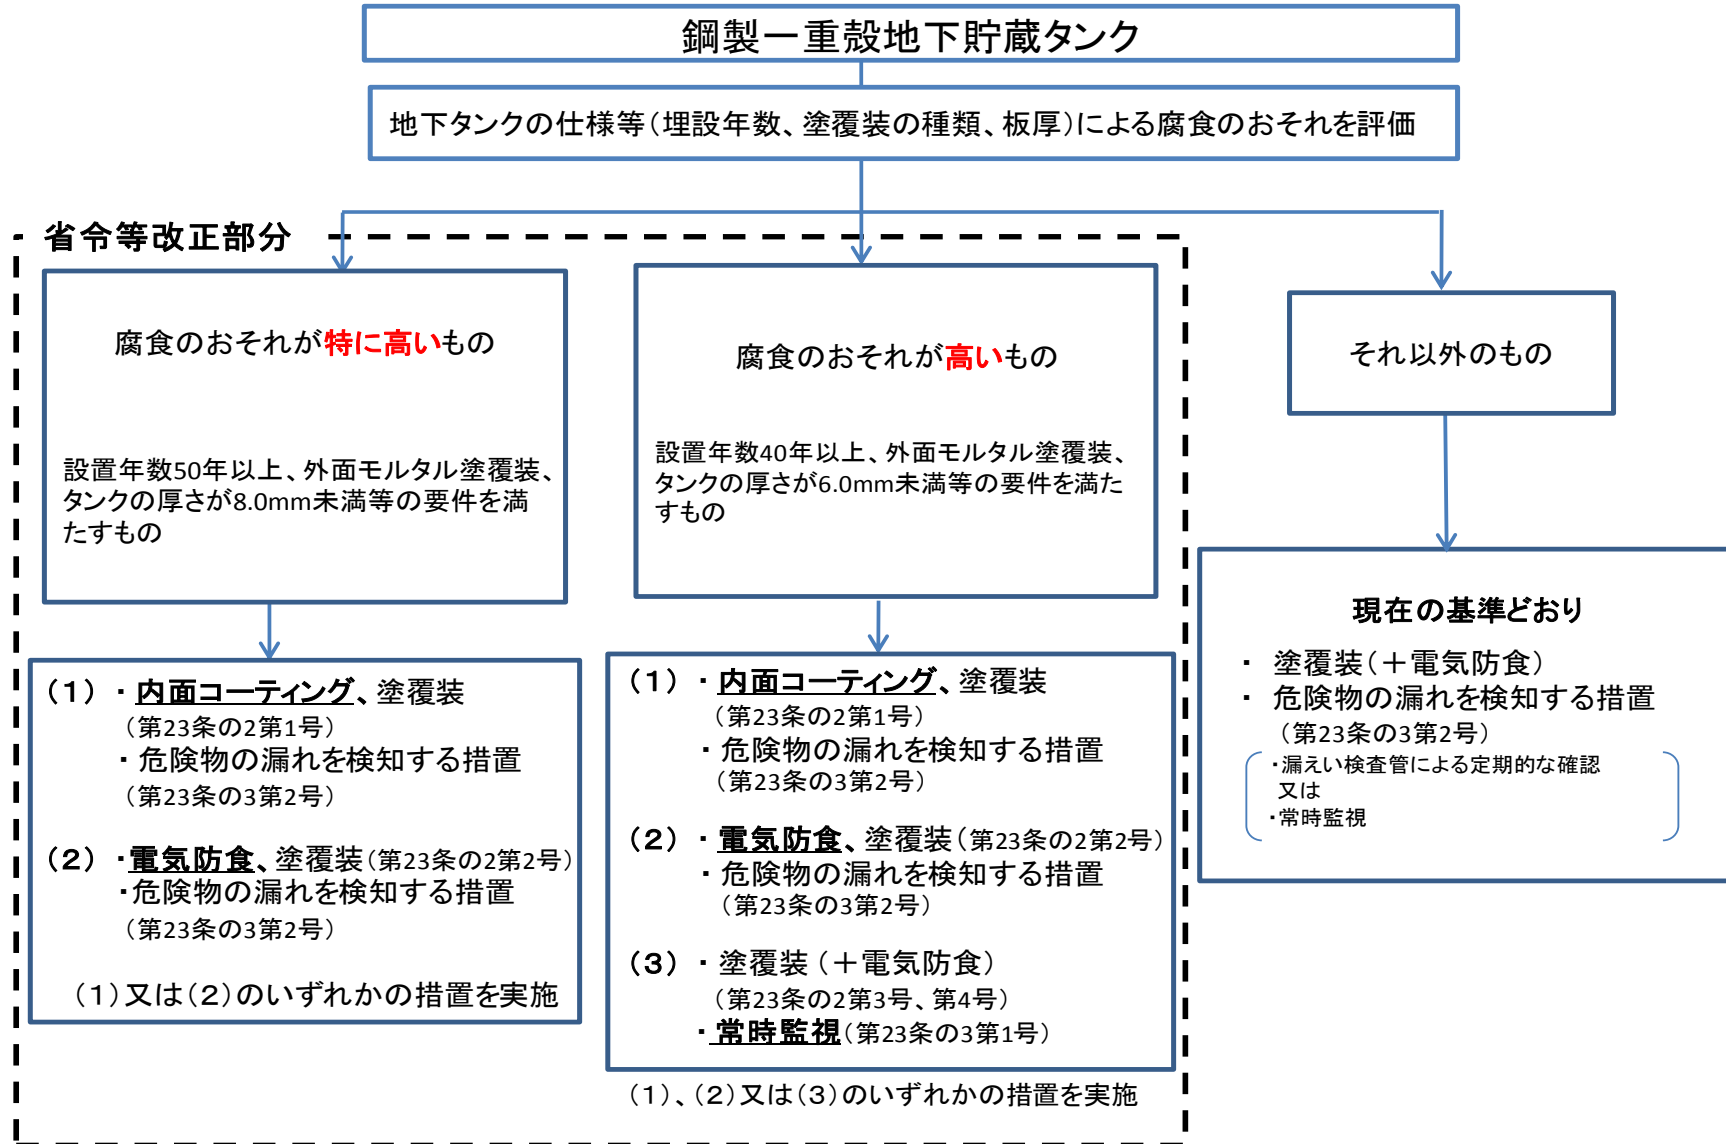 鋼製一重殻地下貯蔵タンク
地下タンクの仕様等（埋設年数、塗覆装の種類、板厚）による腐食のおそれを評価
省令等改正部分
腐食のおそれが特に高いもの
設置年数50年以上、外面モルタル塗覆装、
タンクの厚さが8.0mm未満等の要件を満
たすもの
（１）・内面コーティング、塗覆装
（第23条の2第1号）
・危険物の漏れを検知する措置
（第23条の3第2号）
（２）・電気防食、塗覆装（第23条の2第2号）
・危険物の漏れを検知する措置
（第23条の3第2号）
（１）又は（２）のいずれかの措置を実施
腐食のおそれが高いもの
設置年数40年以上、外面モルタル塗覆装、
タンクの厚さが6.0mm未満等の要件を満た
すもの
（１）・内面コーティング、塗覆装
（第23条の2第1号）
・危険物の漏れを検知する措置
（第23条の3第2号）
（２）・電気防食、塗覆装（第23条の2第2号）
・危険物の漏れを検知する措置
（第23条の3第2号）
（３）・塗覆装（＋電気防食）
（第23条の2第3号、第4号）
・常時監視（第23条の3第1号）
（１）、（２）又は（３）のいずれかの措置を実施
それ以外のもの
現在の基準どおり
・ 塗覆装（＋電気防食）
・ 危険物の漏れを検知する措置
（第23条の3第2号）
・漏えい検査管による定期的な確認
又は
・常時監視